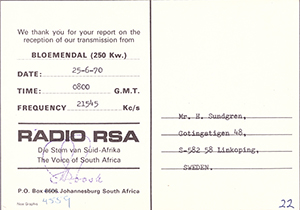 We thank you for your report on the
reception of our transmission from
BLOEMENDAL (250 Kw.)
DATE: 25-6-70
TIME: 0800 G.M.T.
FREQUENCY 21545 Kc/s
RADIO RSA
Die Stem van Suid-Afrika
The Voice of South Africa
P.O. Box 8606 Johannesburg South Africa
4559
Mr. H. Sundgren,
Gotingstigen 48,
S-582 58 Linkoping,
SWEDEN.
22